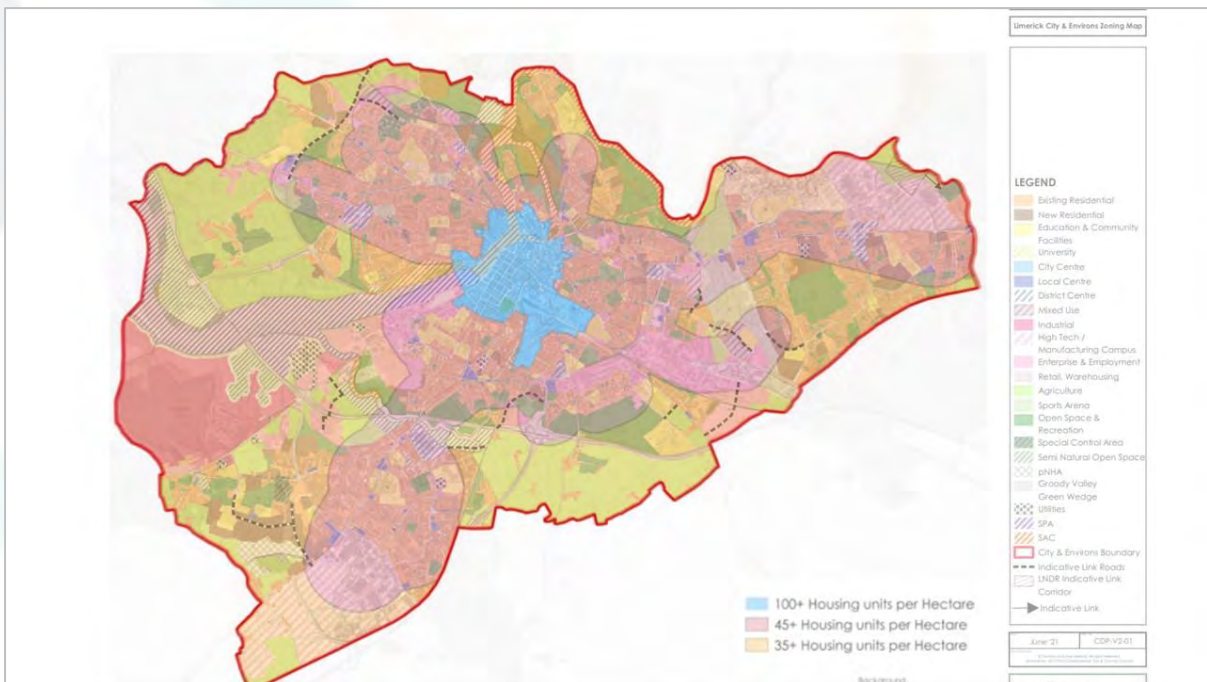 Limerick City & Environs Zoning Map
LEGEND
Existing Residential
New Residential
Education & Community
Facilities
University
City Centre
Local Centre
District Centre
Mixed Use
Industrial
High Tech /
Manufacturing Campus
Enterprise & Employment
Retail, Warehousing
Agriculture
Sports Arena
Open Space &
Recreation
Special Control Area
Semi Natural Open Space
pNHA
Groody Valley
Green Wedge
Utilities
SPA
SAC
City & Environs Boundary
Indicative Link Roads
LNDR Indicative Link
Corridor
Indicative Link
100+ Housing units per Hectare
45+ Housing units per Hectare
35+ Housing units per Hectare
June '21
CDP-V2-01
Background